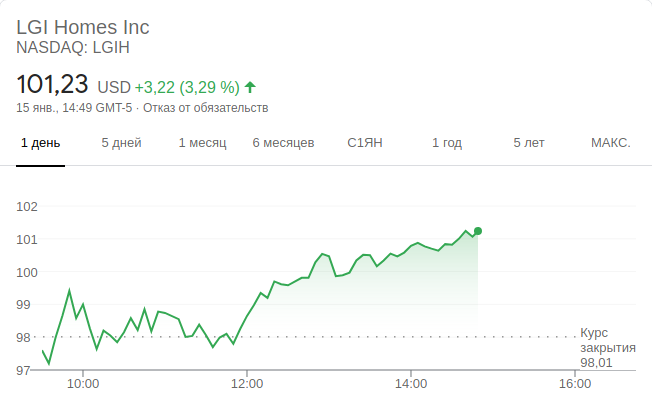 LGI Homes Inc
NASDAQ: LGIH
101,23 USD +3,22 (3,29 %)
15 янв., 14:49 GMT-5 · Отказ от обязательств
1 день 5 дней 1 месяц 6 месяцев С1ЯН 1 год 5 лет МАКС.
102
101
100
99
98
97
Курс
закрытия
98,01
10:00 12:00 14:00 16:00